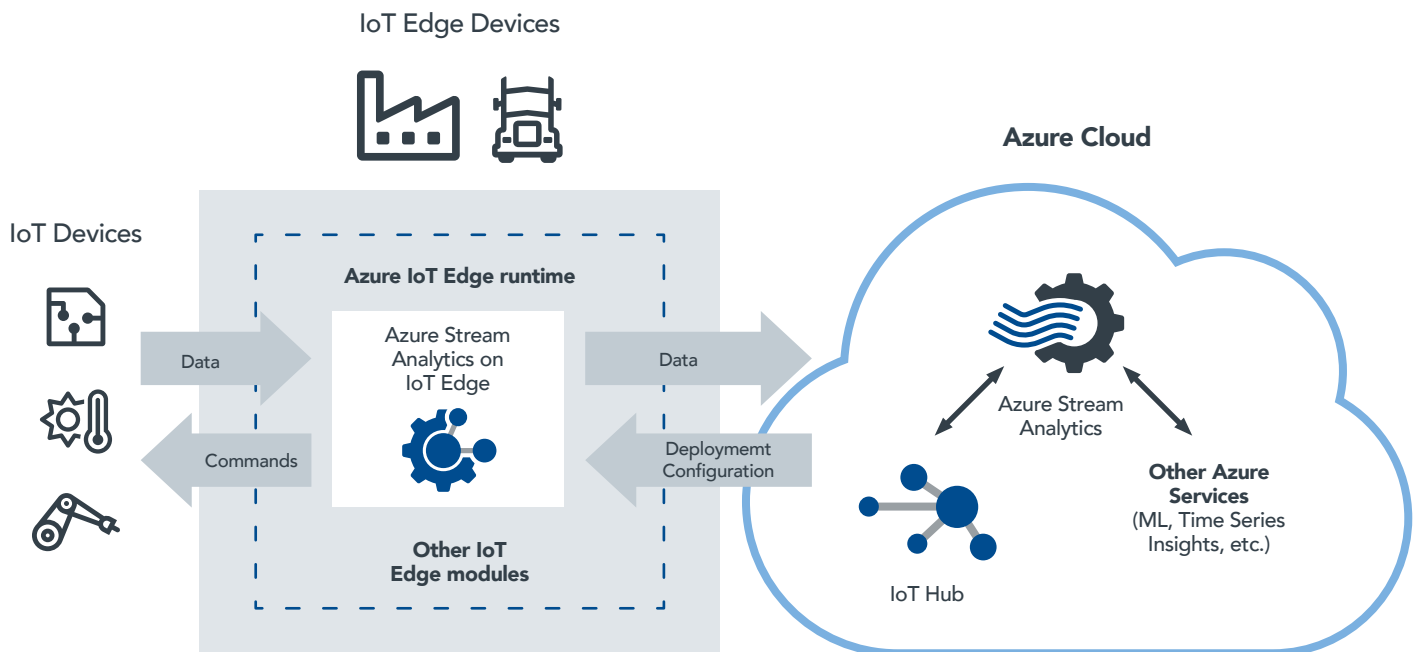 IoT Edge Devices
Azure Cloud
IoT Devices
Azure IoT Edge runtime
Azure Stream
Analytics on
IoT Edge
Data
Data
Commands
Deploymemt
Configuration
Other IoT
Edge modules
Azure Stream
Analytics
IoT Hub
Other Azure
Services
(ML, Time Series
Insights, etc.)